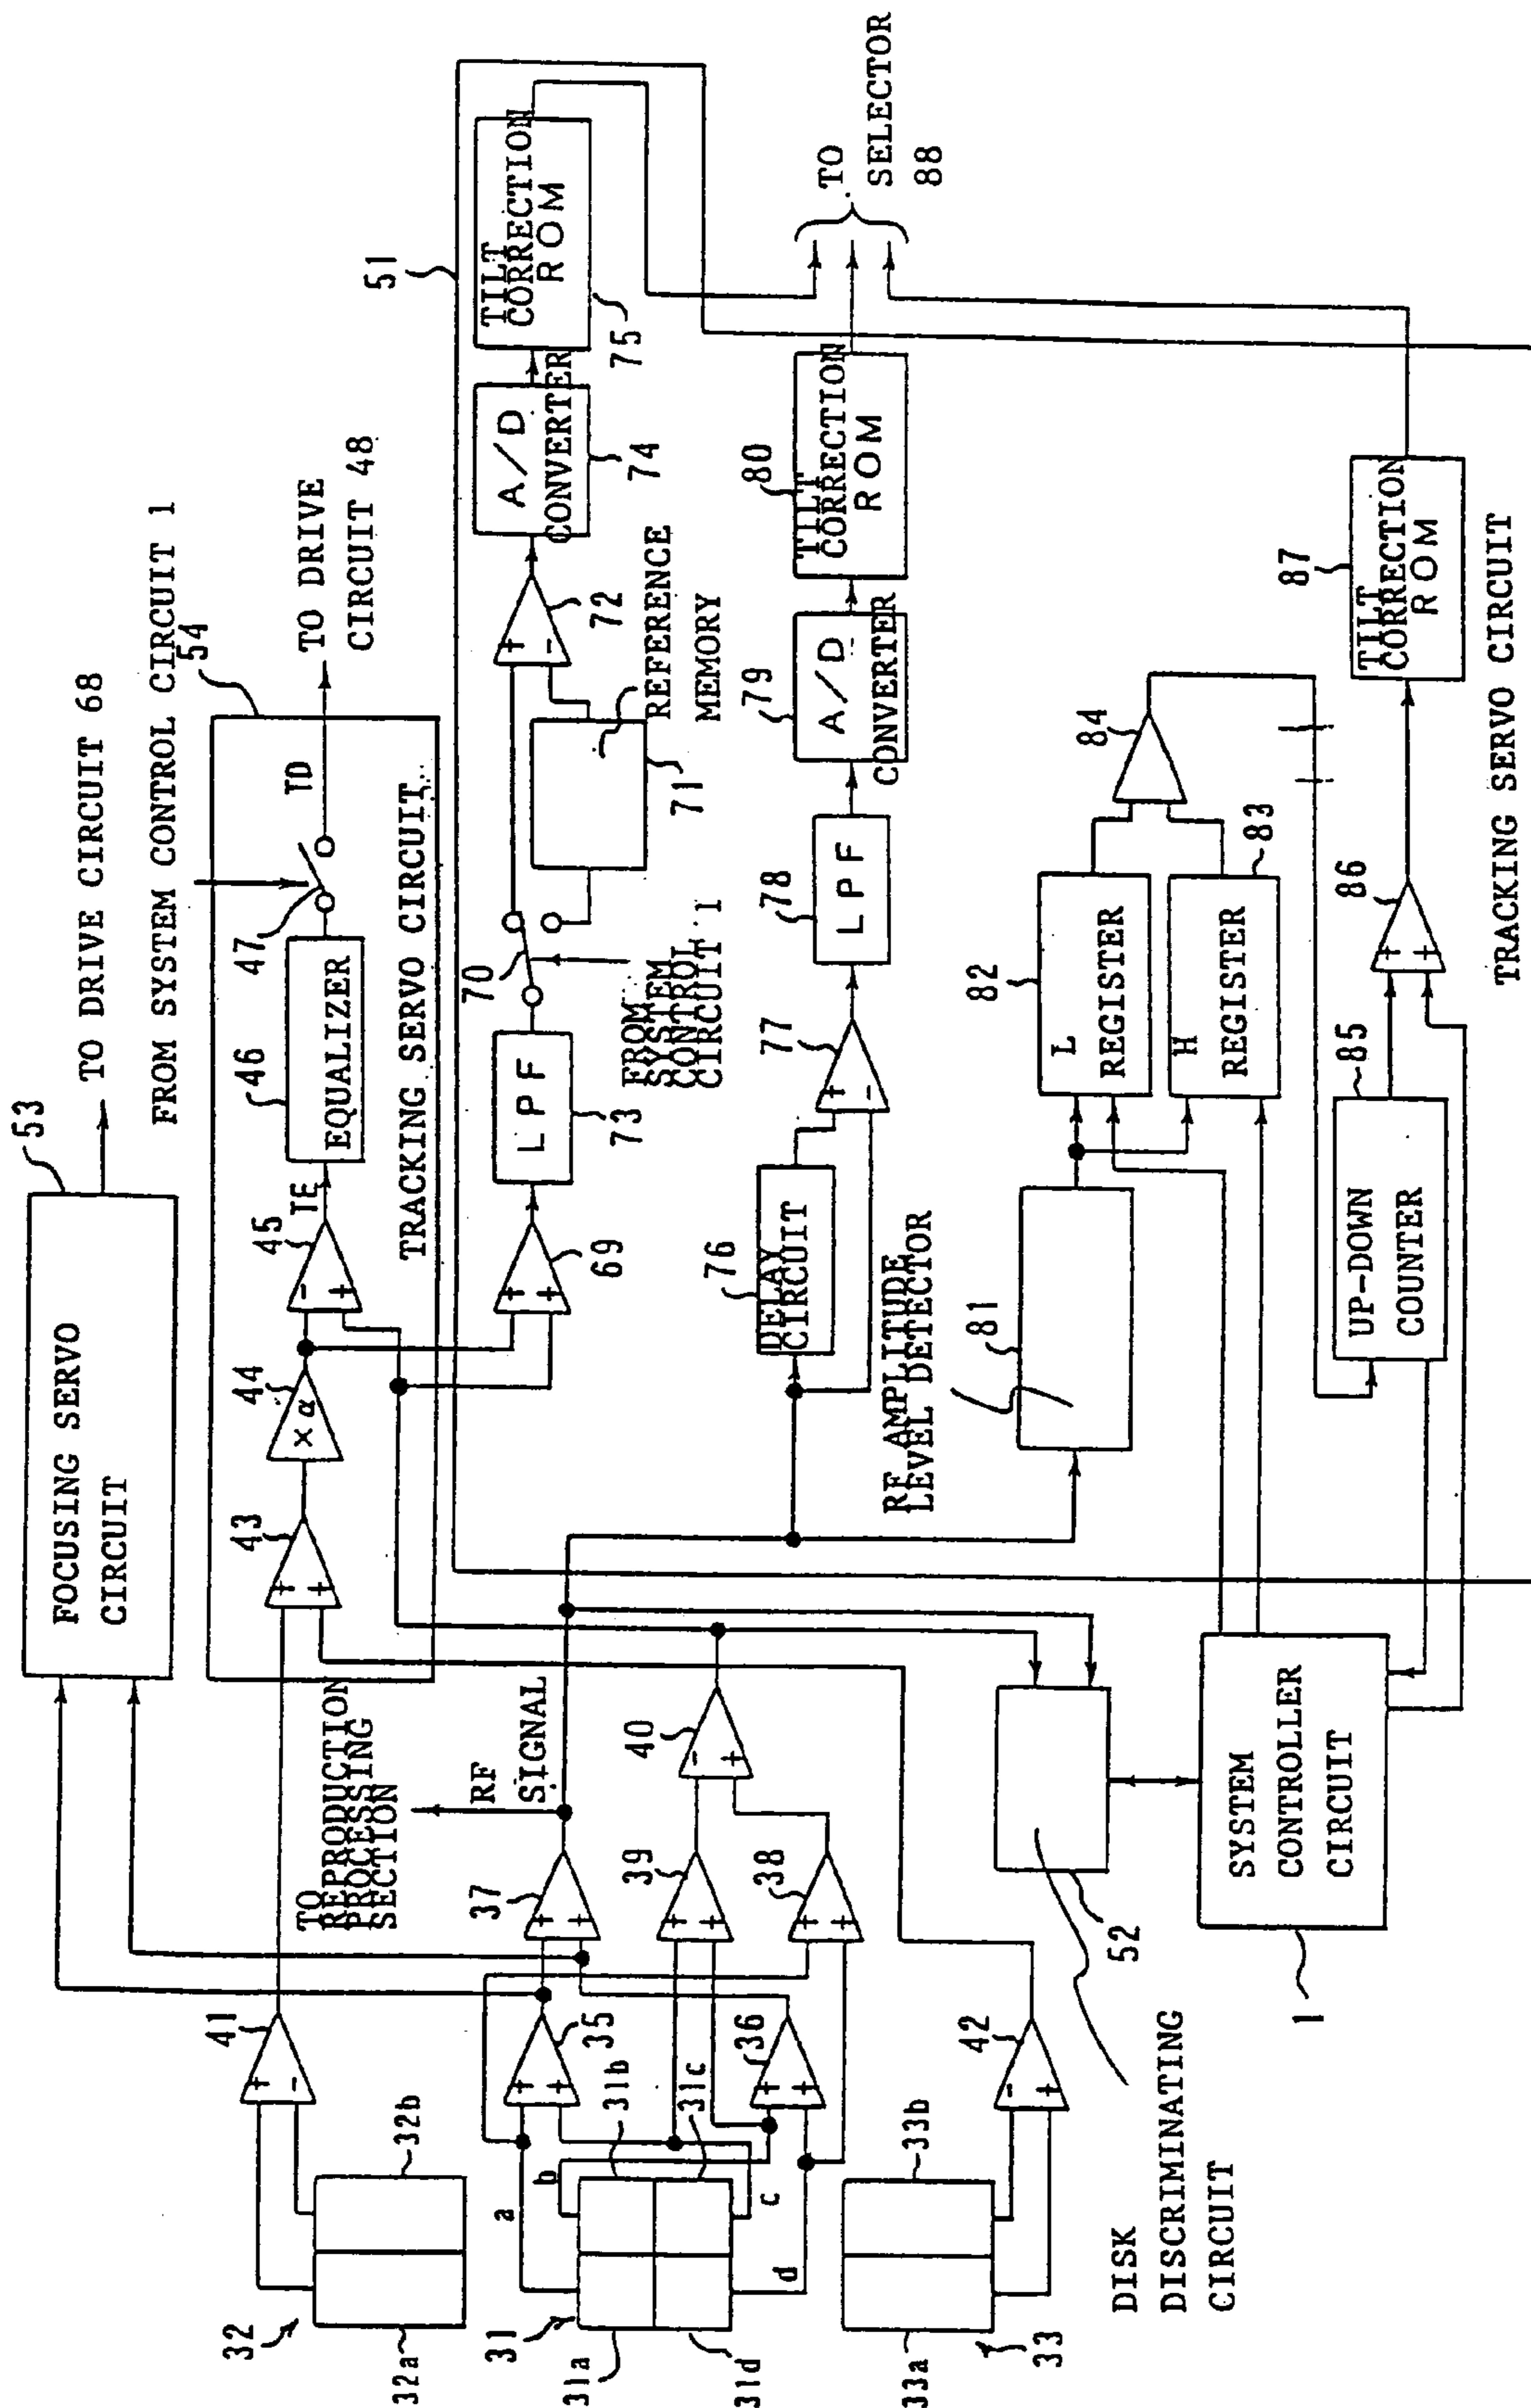 53
FOCUSING SERVO
CIRCUIT
TO DRIVE CIRCUIT 68
FROM SYSTEM CONTROL CIRCUIT 1
54
TO DRIVE
CIRCUIT 48
41
+
-
32
32a
32b
43
+
+
44
×α
45
-
+
TE
46
EQUALIZER
47
TD
TRACKING SERVO CIRCUIT
TO
REPRODUCTION
PROCESSING
SECTION
RF
SIGNAL
31
31a
31b
31c
31d
a
b
c
d
35
+
+
36
+
+
37
+
+
39
+
+
38
+
+
40
-
+
33
33a
33b
42
-
+
DISK
DISCRIMINATING
CIRCUIT
52
SYSTEM
CONTROLLER
CIRCUIT
1
51
69
+
+
LPF
73
70
FROM
SYSTEM
CONTROL
CIRCUIT 1
71
REFERENCE
MEMORY
72
+
-
A/D
CONVERTER
74
TILT
CORRECTION
ROM
75
76
DELAY
CIRCUIT
77
+
-
78
LPF
79
A/D
CONVERTER
80
TILT
CORRECTION
ROM
TO
SELECTOR
88
RF AMPLITUDE
LEVEL DETECTOR
81
82
L
REGISTER
H
REGISTER
83
84
85
UP-DOWN
COUNTER
86
+
+
87
TILT
CORRECTION
ROM
TRACKING SERVO CIRCUIT